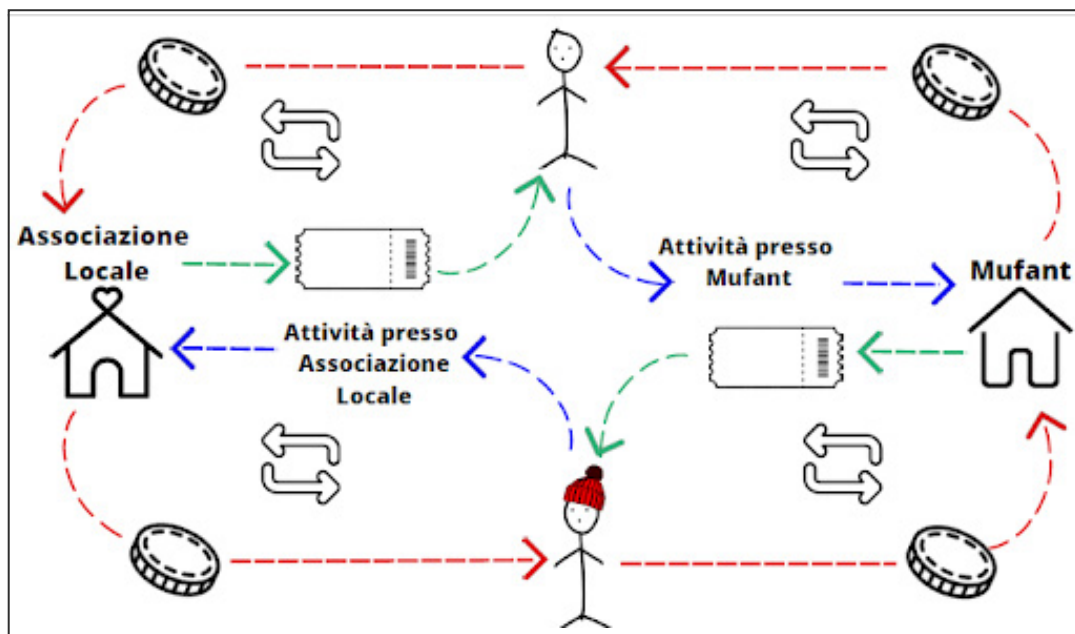 Associazione
Locale
Attività presso
Mufant
Mufant
Attività presso
Associazione
Locale